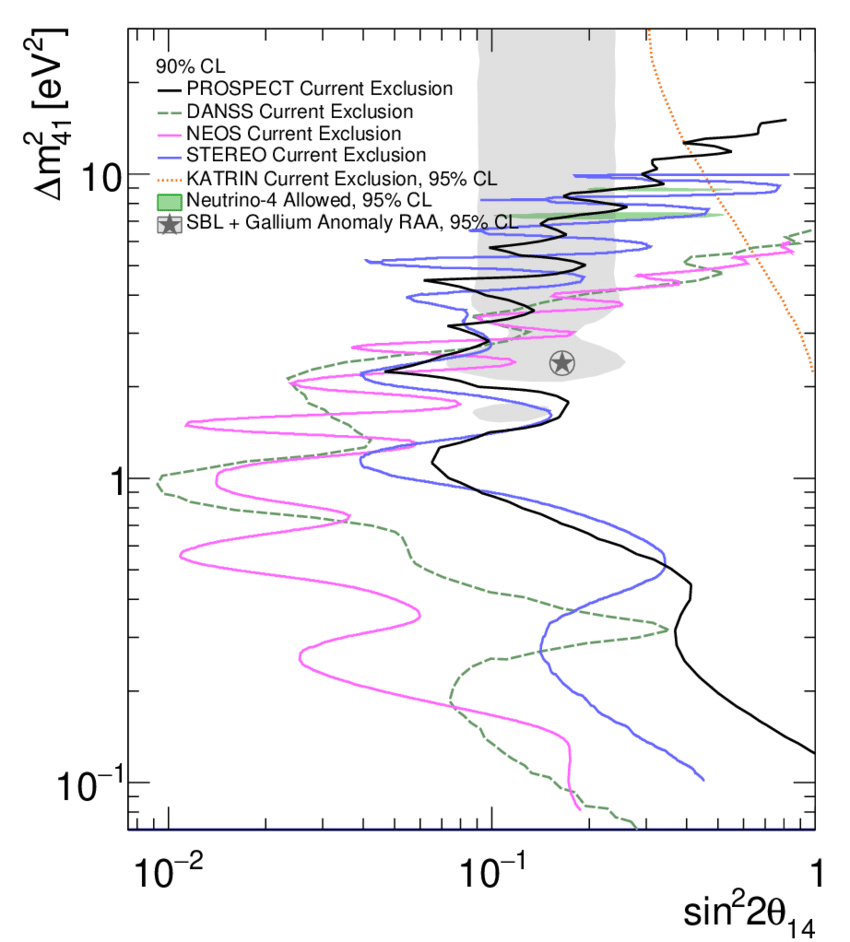 Δm²₄₁ [eV²]
90% CL
PROSPECT Current Exclusion
DANSS Current Exclusion
NEOS Current Exclusion
STEREO Current Exclusion
KATRIN Current Exclusion, 95% CL
Neutrino-4 Allowed, 95% CL
SBL + Gallium Anomaly RAA, 95% CL
10
1
10⁻¹
10⁻² 10⁻¹ 1
sin²2θ₁₄